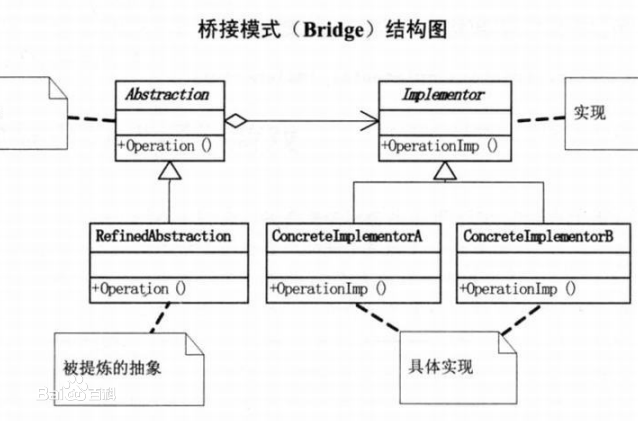 桥接模式（Bridge）结构图
Abstraction
+Operation ()
Implementor
+OperationImp ()
实现
RefinedAbstraction
+Operation ()
ConcreteImplementorA
+OperationImp ()
ConcreteImplementorB
+OperationImp ()
被提炼的抽象
具体实现
Baidu百科